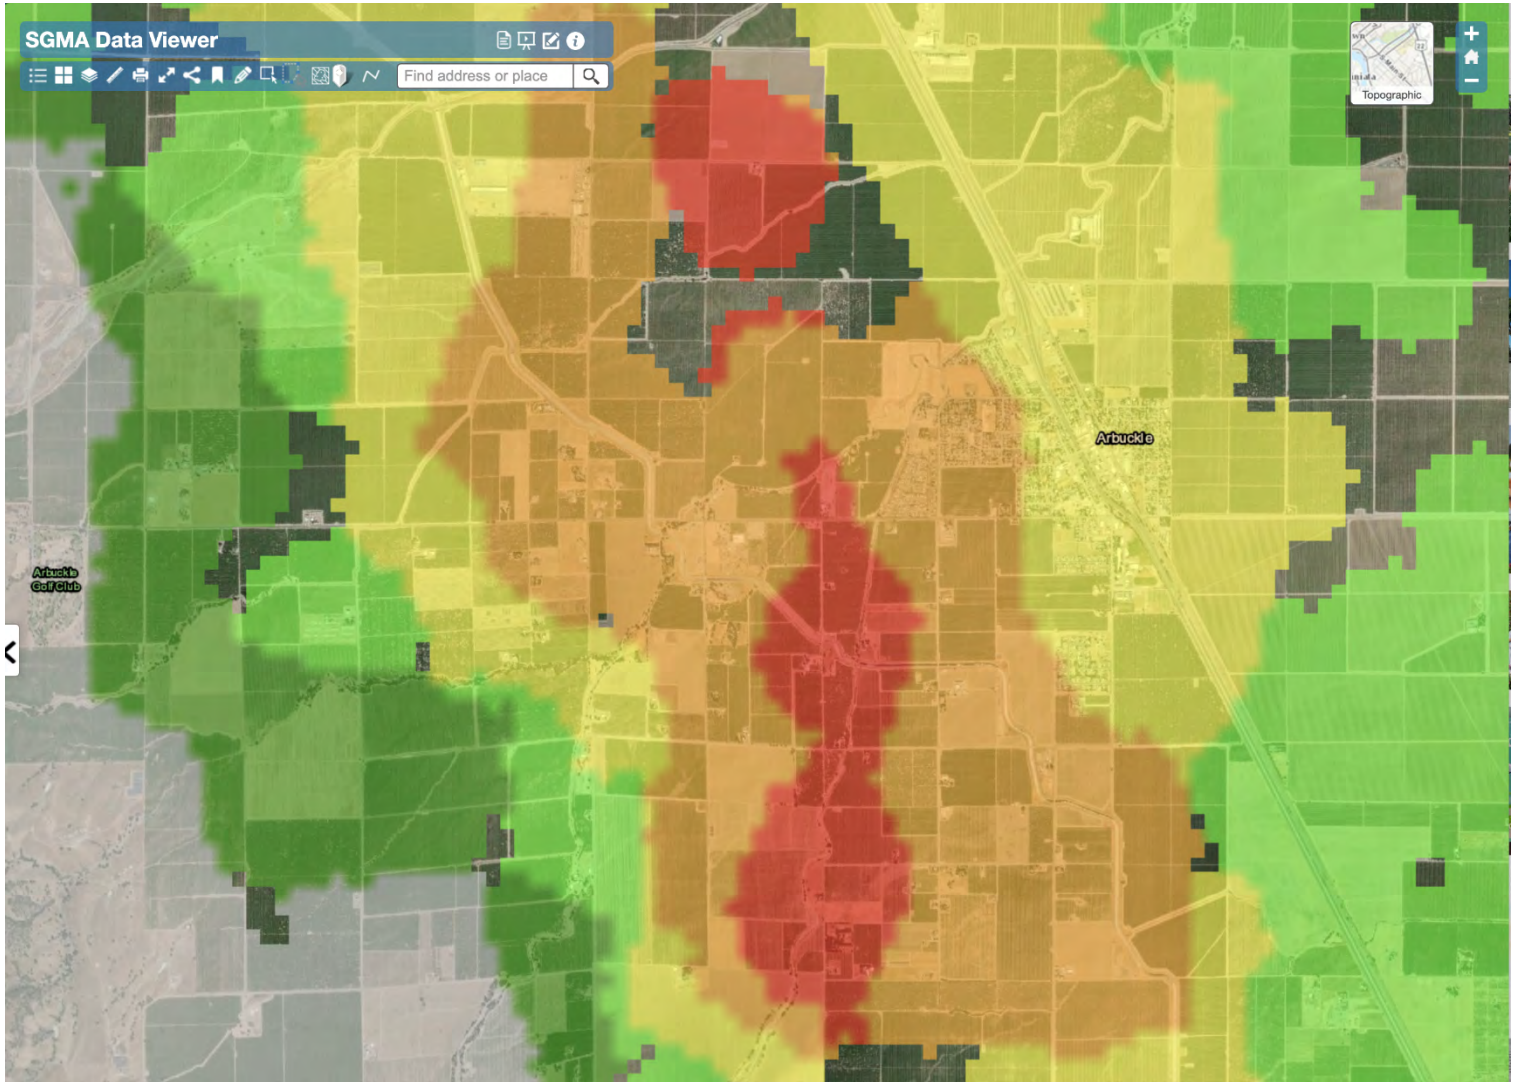 SGMA Data Viewer
Find address or place
Topographic
Arbuckle
Arbuckle
Golf Club